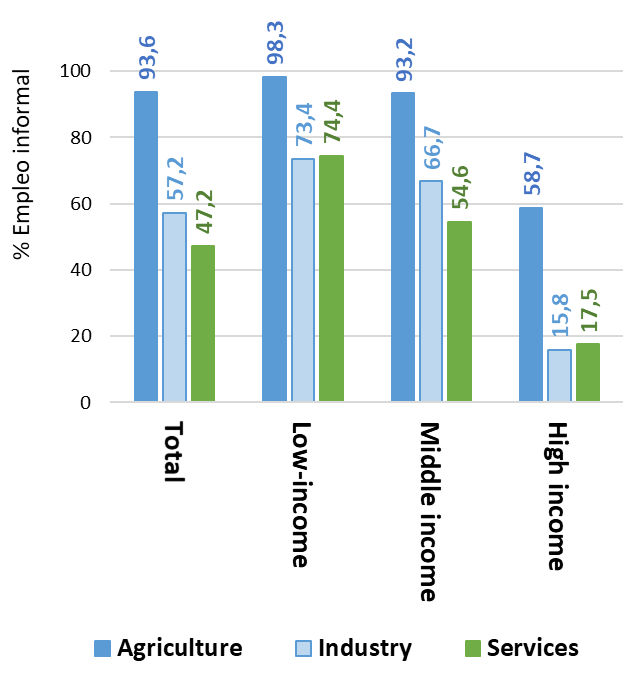 % Empleo informal
100
80
60
40
20
0
93,6
57,2
47,2
98,3
73,4
74,4
93,2
66,7
54,6
58,7
15,8
17,5
Total
Low-income
Middle income
High income
Agriculture
Industry
Services